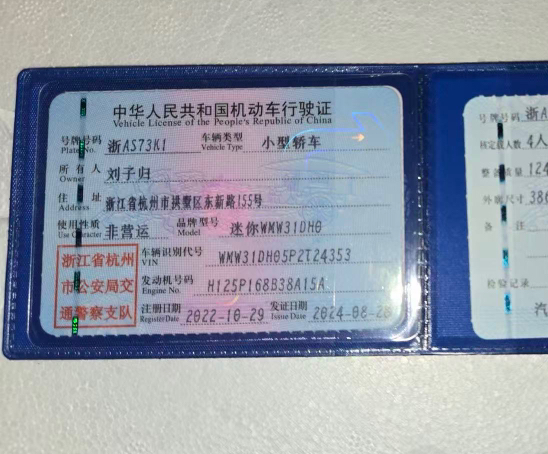 中华人民共和国机动车行驶证
Vehicle License of the People's Republic of China
号牌号码 浙AS73K1 车辆类型 小型轿车
Plate No. Vehicle Type
所有人 刘子归
Owner
住址 浙江省杭州市拱墅区东新路155号
Address
使用性质 非营运 品牌型号 迷你WMW31DH0
Use Character Model
浙江省杭州
市公安局交
通警察支队
车辆识别代号 WMW31DH05P2T24353
VIN
发动机号码 H125P168B38A15A
Engine No.
注册日期 2022-10-29 发证日期 2024-08-28
Register Date Issue Date
号牌号码 浙A
核定载人数 4人
整备质量 124
外廓尺寸 386
备注
检验记录
汽